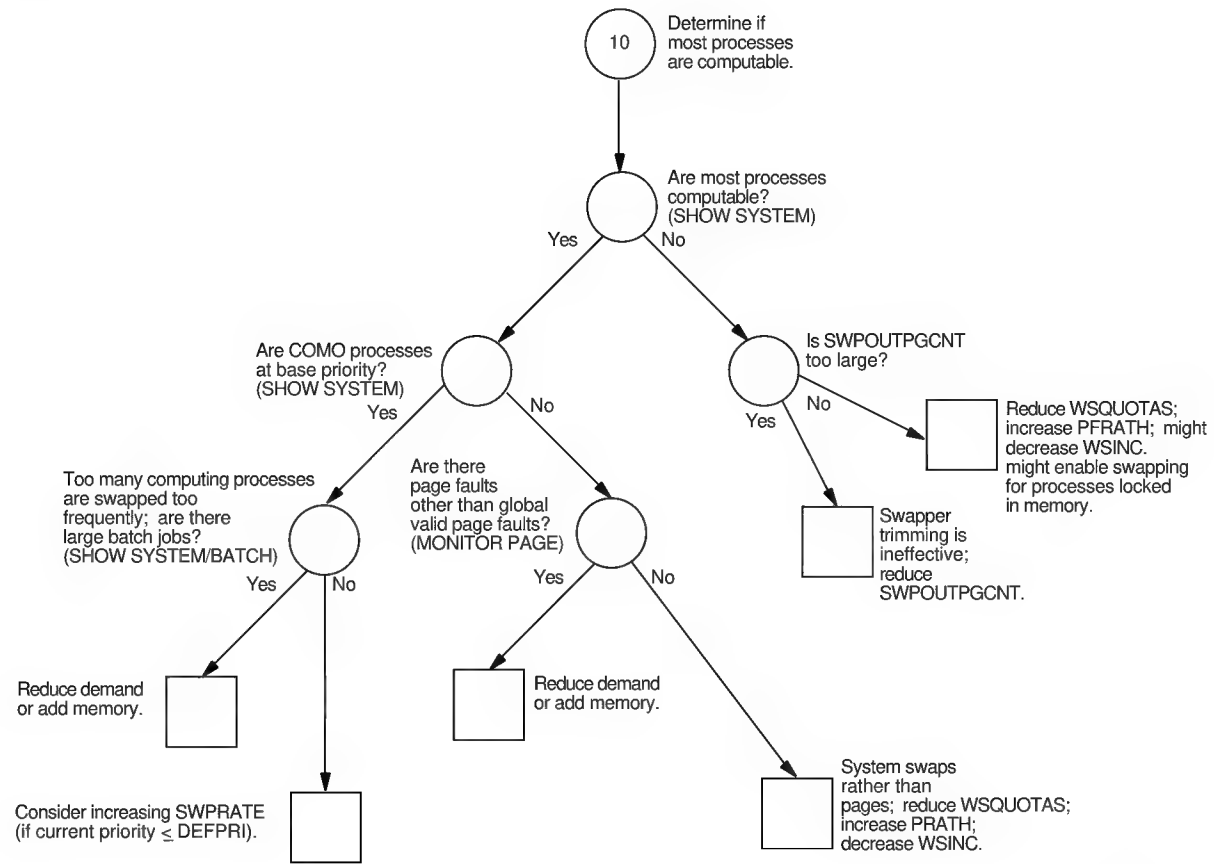 10
Determine if
most processes
are computable.
Are most processes
computable?
(SHOW SYSTEM)
Yes
No
Are COMO processes
at base priority?
(SHOW SYSTEM)
Yes
No
Is SWPOUTPGCNT
too large?
Yes
No
Reduce WSQUOTAS;
increase PFRATH; might
decrease WSINC.
might enable swapping
for processes locked
in memory.
Too many computing processes
are swapped too
frequently; are there
large batch jobs?
(SHOW SYSTEM/BATCH)
Yes
No
Are there
page faults
other than global
valid page faults?
(MONITOR PAGE)
Yes
No
Swapper
trimming is
ineffective;
reduce
SWPOUTPGCNT.
Reduce demand
or add memory.
Reduce demand
or add memory.
Consider increasing SWPRATE
(if current priority ≤ DEFPRI).
System swaps
rather than
pages; reduce WSQUOTAS;
increase PRATH;
decrease WSINC.